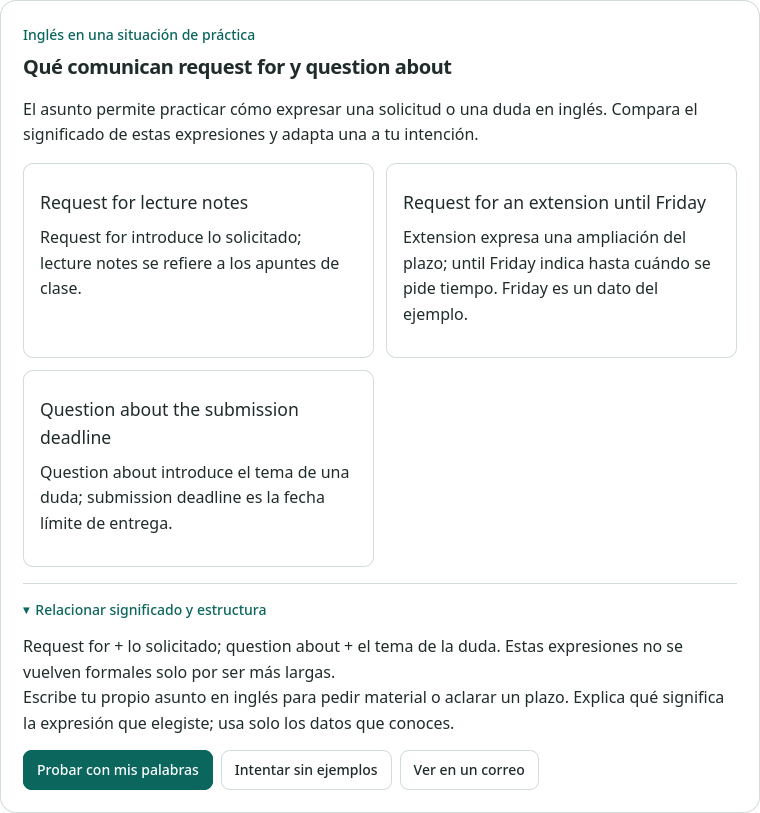 Inglés en una situación de práctica
Qué comunican request for y question about
El asunto permite practicar cómo expresar una solicitud o una duda en inglés. Compara el
significado de estas expresiones y adapta una a tu intención.
Request for lecture notes
Request for introduce lo solicitado;
lecture notes se refiere a los apuntes de
clase.
Request for an extension until Friday
Extension expresa una ampliación del
plazo; until Friday indica hasta cuándo se
pide tiempo. Friday es un dato del
ejemplo.
Question about the submission
deadline
Question about introduce el tema de una
duda; submission deadline es la fecha
límite de entrega.
▾ Relacionar significado y estructura
Request for + lo solicitado; question about + el tema de la duda. Estas expresiones no se
vuelven formales solo por ser más largas.
Escribe tu propio asunto en inglés para pedir material o aclarar un plazo. Explica qué significa
la expresión que elegiste; usa solo los datos que conoces.
Probar con mis palabras
Intentar sin ejemplos
Ver en un correo